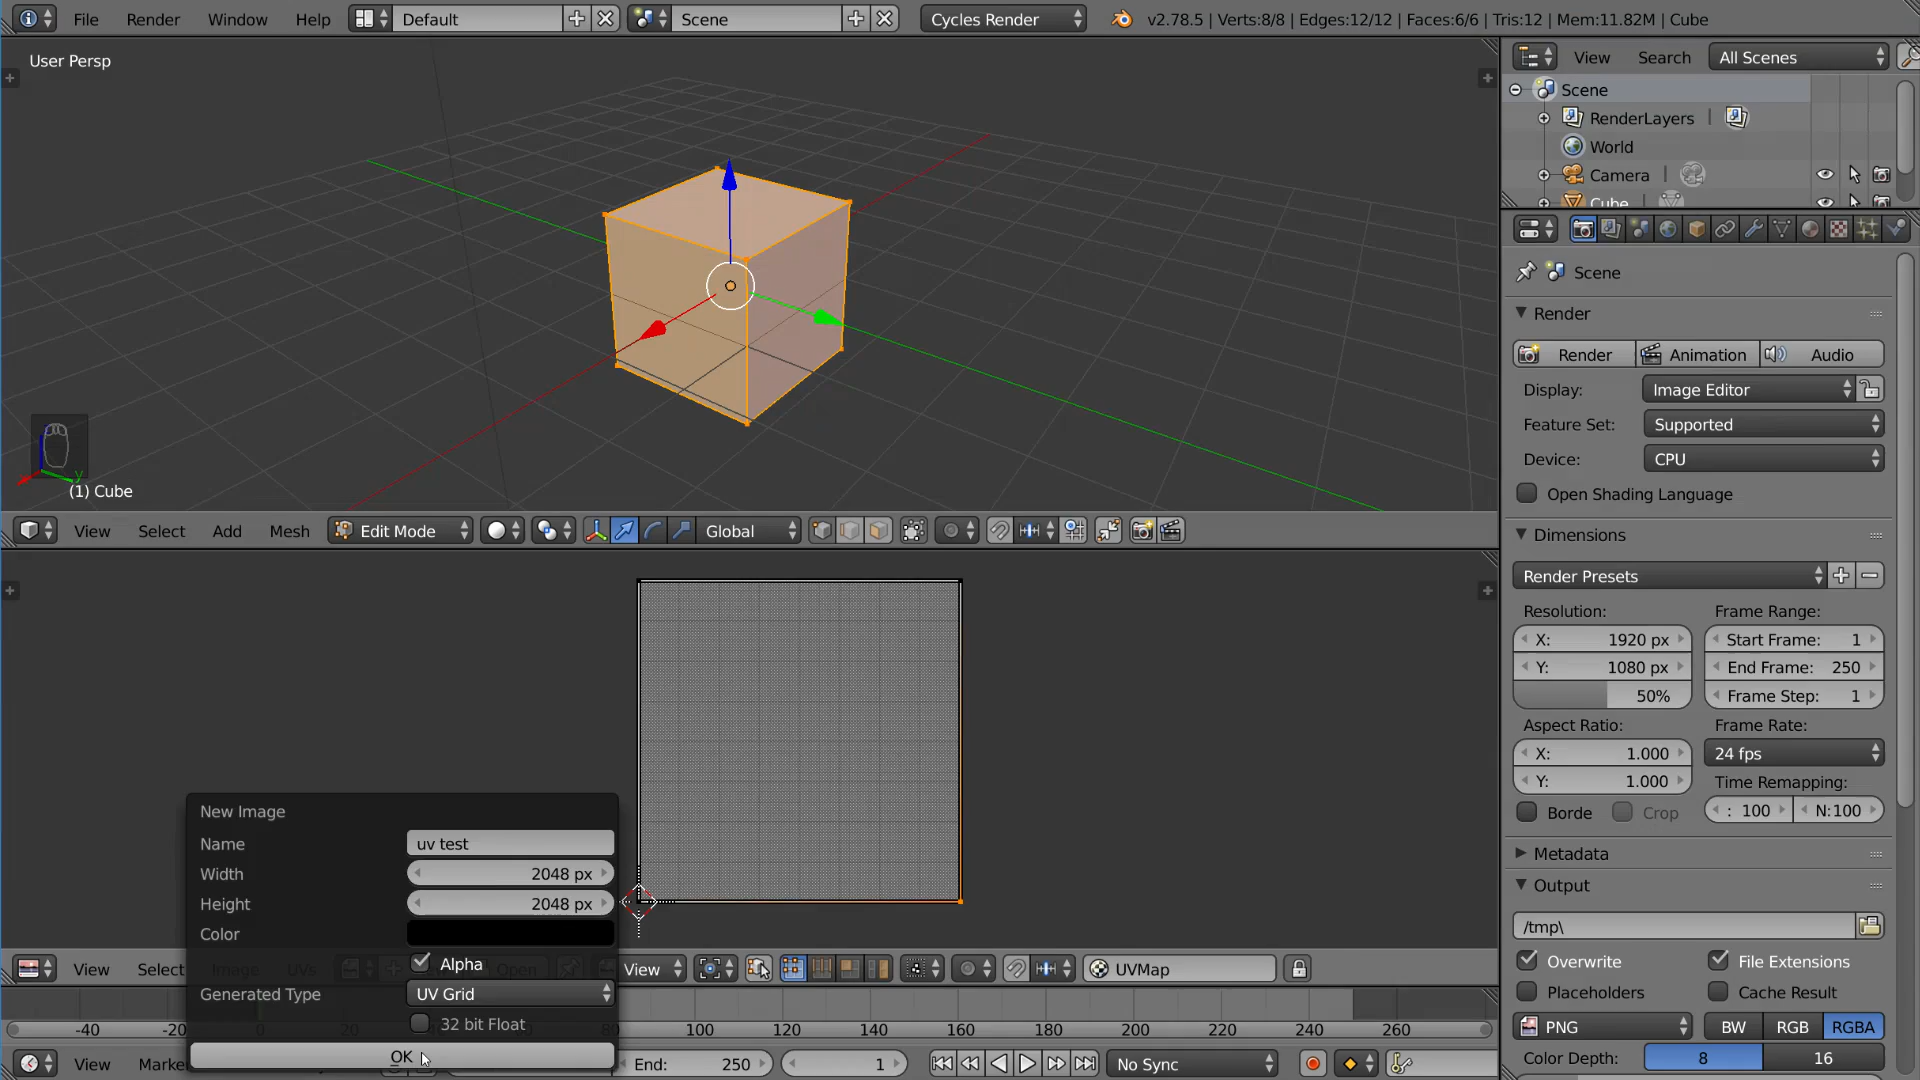 File Render Window Help Default Scene Cycles Render v2.78.5 | Verts:8/8 | Edges:12/12 | Faces:6/6 | Tris:12 | Mem:11.82M | Cube
User Persp
View Search All Scenes
Scene
RenderLayers
World
Camera
Cube
Scene
Render
Render Animation Audio
Display: Image Editor
Feature Set: Supported
Device: CPU
Open Shading Language
y
(1) Cube
View Select Add Mesh Edit Mode Global
Dimensions
Render Presets
Resolution: Frame Range:
X: 1920 px Start Frame: 1
Y: 1080 px End Frame: 250
50% Frame Step: 1
Aspect Ratio: Frame Rate:
X: 1.000 24 fps
Y: 1.000 Time Remapping:
Borde Crop : 100 N:100
Metadata
Output
/tmp\
Overwrite File Extensions
Placeholders Cache Result
PNG BW RGB RGBA
Color Depth: 8 16
New Image
Name uv test
Width 2048 px
Height 2048 px
Color
Alpha
Generated Type UV Grid
32 bit Float
OK
View Select Image UVs Open View UVMap
-40 -20 0 20 80 100 120 140 160 180 200 220 240 260
View Marke End: 250 1 No Sync